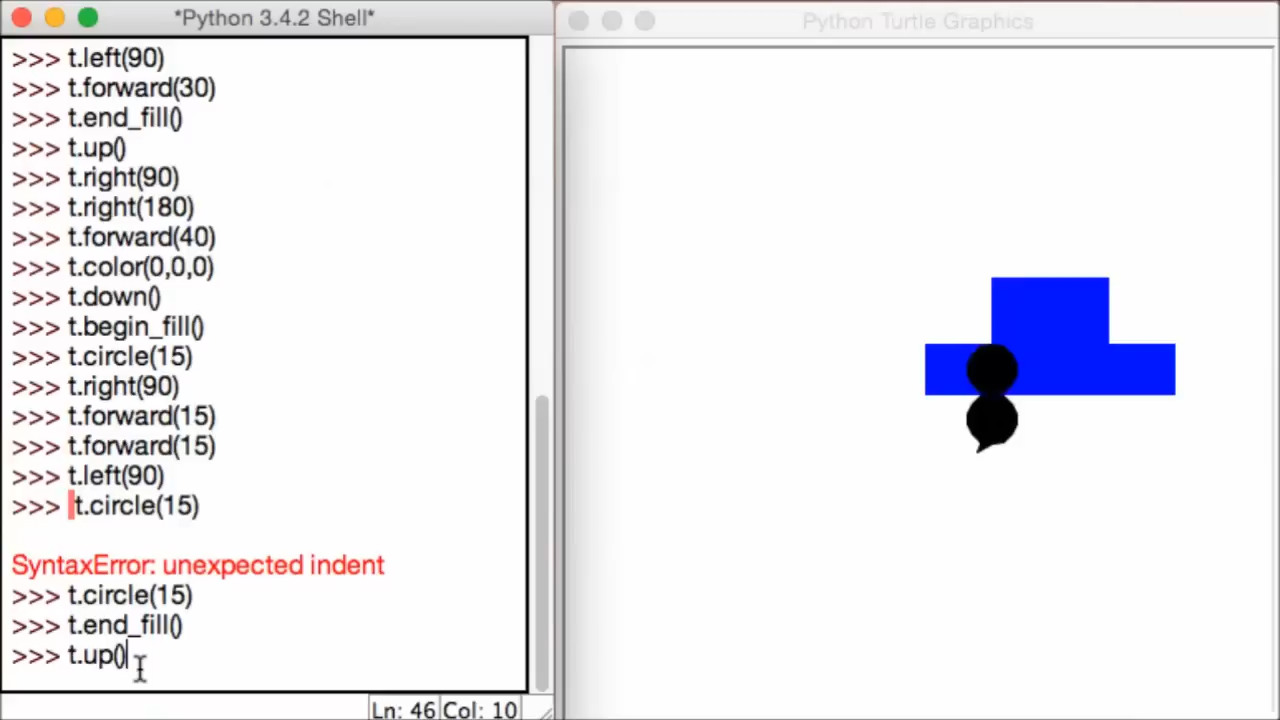 *Python 3.4.2 Shell*
Python Turtle Graphics
>>> t.left(90)
>>> t.forward(30)
>>> t.end_fill()
>>> t.up()
>>> t.right(90)
>>> t.right(180)
>>> t.forward(40)
>>> t.color(0,0,0)
>>> t.down()
>>> t.begin_fill()
>>> t.circle(15)
>>> t.right(90)
>>> t.forward(15)
>>> t.forward(15)
>>> t.left(90)
>>>  t.circle(15)
SyntaxError: unexpected indent
>>> t.circle(15)
>>> t.end_fill()
>>> t.up()
Ln: 46 Col: 10